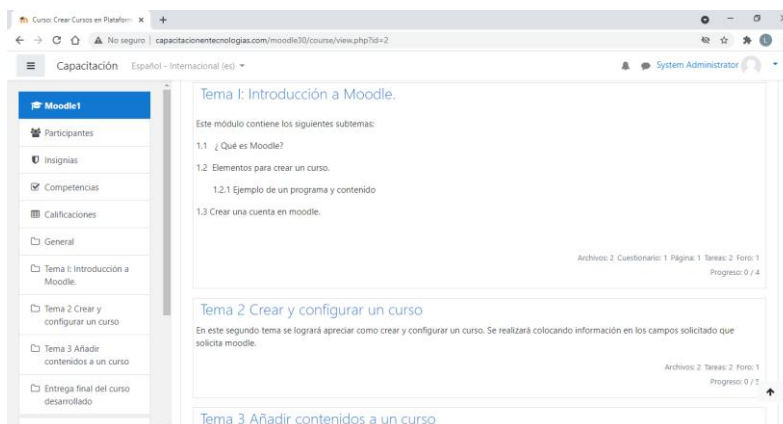 Curso: Crear Cursos en Plataform
No seguro | capacitacionentecnologias.com/moodle30/course/view.php?id=2
L
Capacitación Español - Internacional (es)
System Administrator
Moodle1
Participantes
Insignias
Competencias
Calificaciones
General
Tema I: Introducción a
Moodle.
Tema 2 Crear y
configurar un curso
Tema 3 Añadir
contenidos a un curso
Entrega final del curso
desarrollado
Tema I: Introducción a Moodle.
Este módulo contiene los siguientes subtemas:
1.1 ¿ Qué es Moodle?
1.2 Elementos para crear un curso.
1.2.1 Ejemplo de un programa y contenido
1.3 Crear una cuenta en moodle.
Archivos: 2 Cuestionario: 1 Página: 1 Tareas: 2 Foro: 1
Progreso: 0 / 4
Tema 2 Crear y configurar un curso
En este segundo tema se logrará apreciar como crear y configurar un curso. Se realizará colocando información en los campos solicitado que
solicita moodle.
Archivos: 2 Tareas: 2 Foro: 1
Progreso: 0 /
Tema 3 Añadir contenidos a un curso